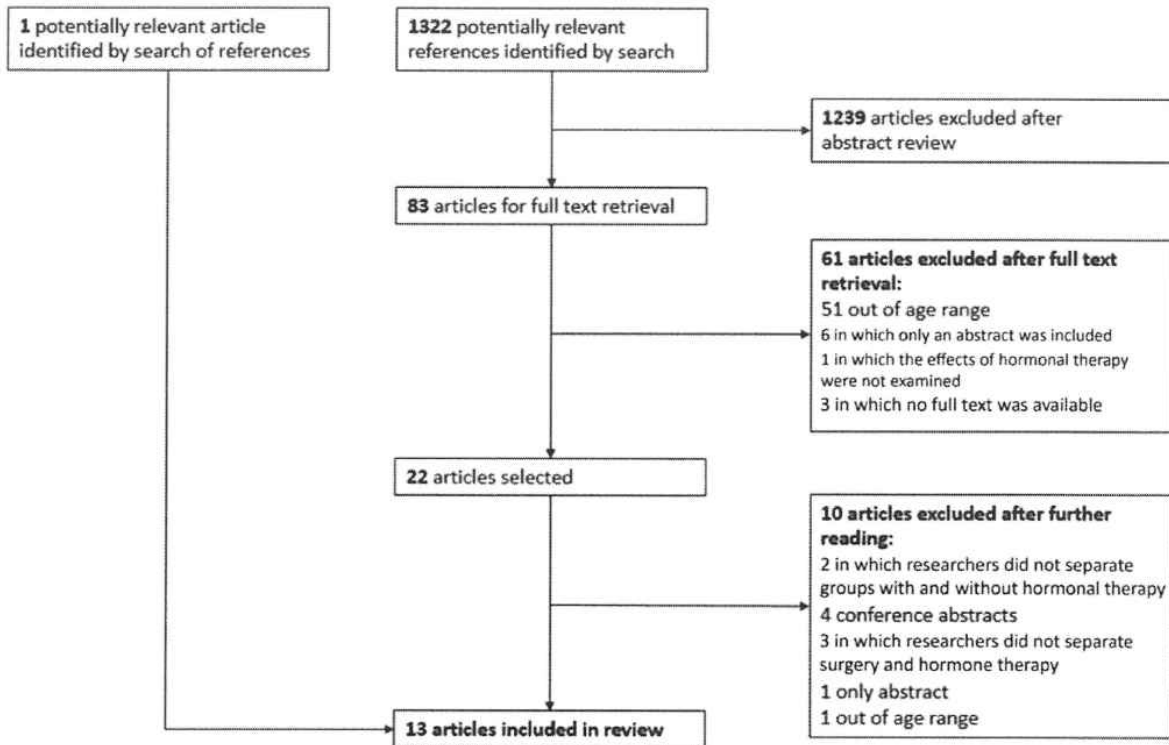 1 potentially relevant article
identified by search of references
1322 potentially relevant
references identified by search
1239 articles excluded after
abstract review
83 articles for full text retrieval
61 articles excluded after full text
retrieval:
51 out of age range
6 in which only an abstract was included
1 in which the effects of hormonal therapy
were not examined
3 in which no full text was available
22 articles selected
10 articles excluded after further
reading:
2 in which researchers did not separate
groups with and without hormonal therapy
4 conference abstracts
3 in which researchers did not separate
surgery and hormone therapy
1 only abstract
1 out of age range
13 articles included in review